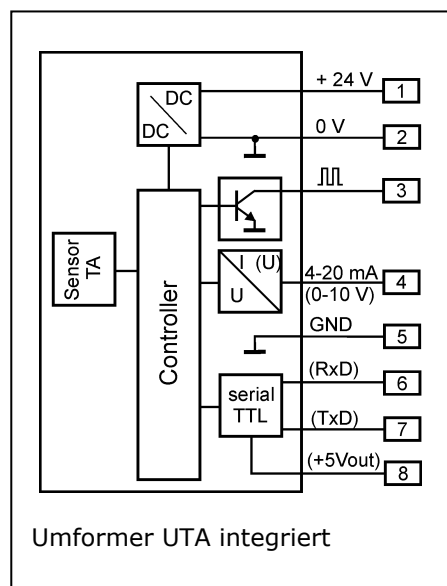 + 24 V
1
DC
DC
0 V
2
3
Sensor
TA
Controller
I (U)
U
4-20 mA
(0-10 V)
4
GND
5
(RxD)
6
serial
TTL
(TxD)
7
(+5Vout)
8
Umformer UTA integriert